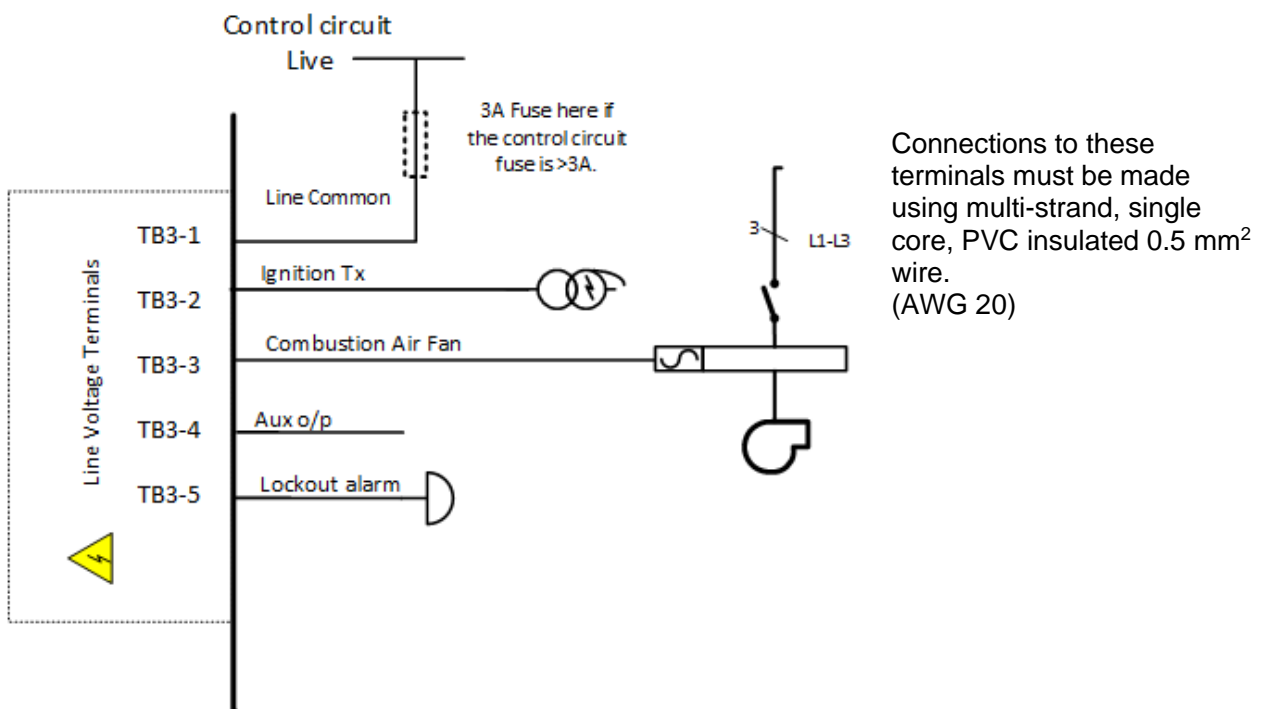 Control circuit
Live
3A Fuse here if
the control circuit
fuse is >3A.
Connections to these
terminals must be made
using multi-strand, single
core, PVC insulated 0.5 mm²
wire.
(AWG 20)
Line Common
TB3-1
3
L1-L3
Ignition Tx
TB3-2
Combustion Air Fan
TB3-3
Aux o/p
TB3-4
Lockout alarm
TB3-5
Line Voltage Terminals